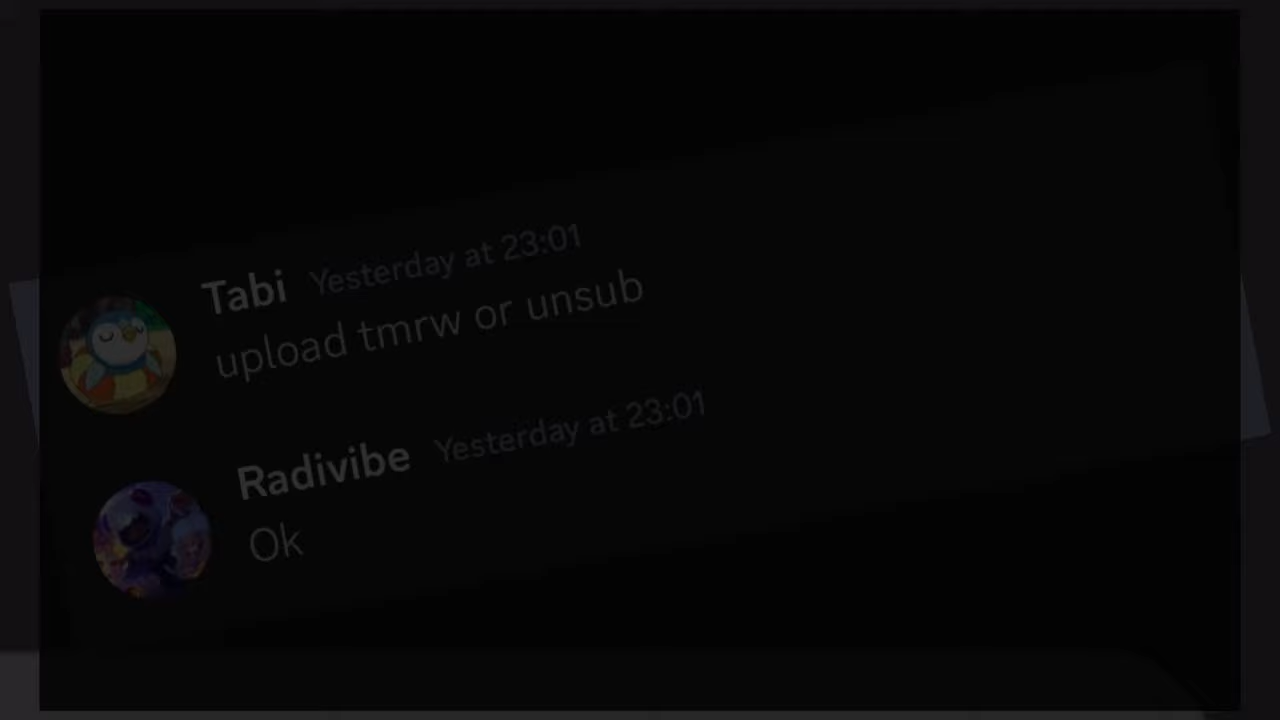 Tabi Yesterday at 23:01
upload tmrw or unsub
Radivibe Yesterday at 23:01
Ok